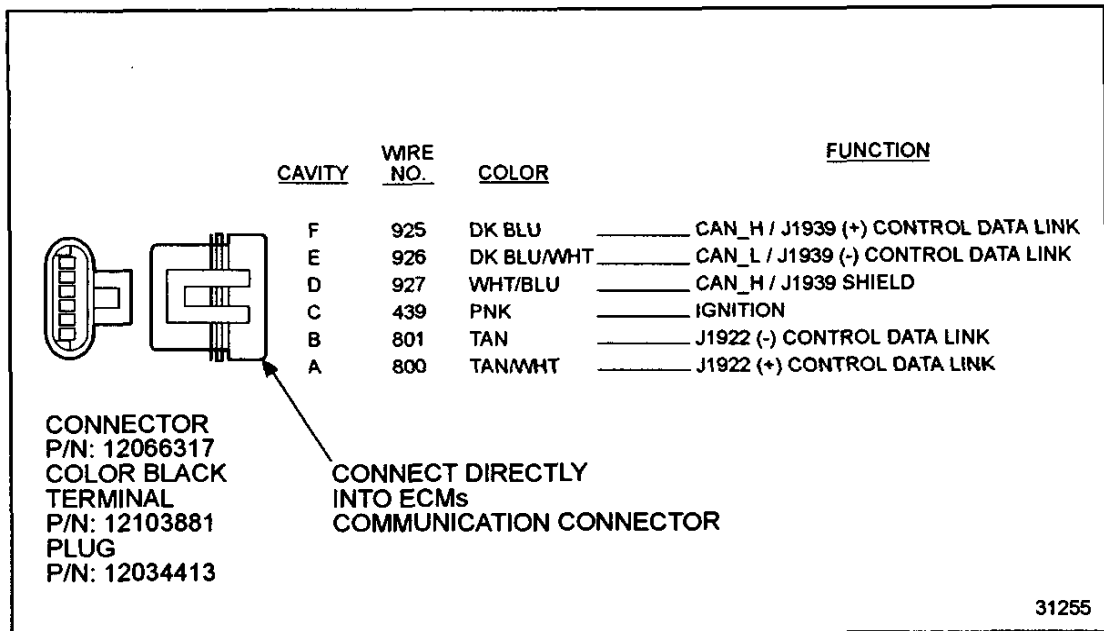 CAVITY WIRE NO. COLOR FUNCTION
F 925 DK BLU CAN_H / J1939 (+) CONTROL DATA LINK
E 926 DK BLU/WHT CAN_L / J1939 (-) CONTROL DATA LINK
D 927 WHT/BLU CAN_H / J1939 SHIELD
C 439 PNK IGNITION
B 801 TAN J1922 (-) CONTROL DATA LINK
A 800 TAN/WHT J1922 (+) CONTROL DATA LINK
CONNECTOR
P/N: 12066317
COLOR BLACK
TERMINAL
P/N: 12103881
PLUG
P/N: 12034413
CONNECT DIRECTLY
INTO ECMs
COMMUNICATION CONNECTOR
31255